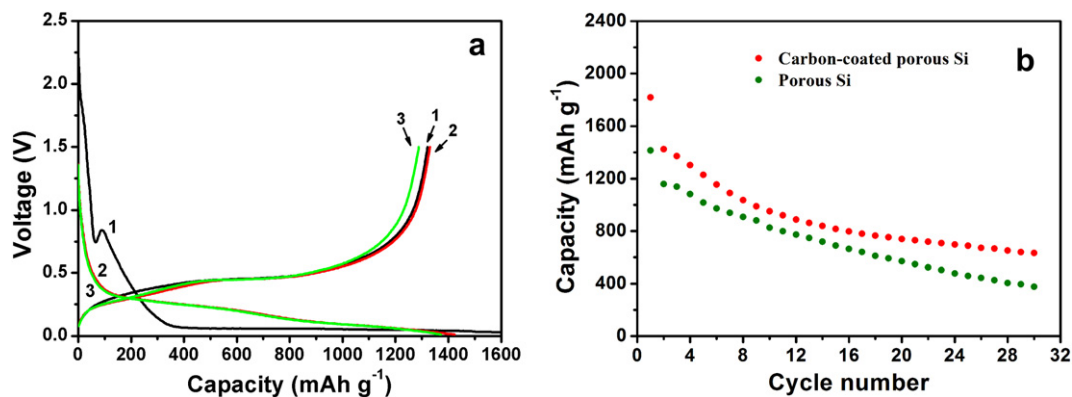 a
2.5
2.0
1.5
1.0
0.5
0.0
Voltage (V)
3 1 2
1
2
3
0 200 400 600 800 1000 1200 1400 1600
Capacity (mAh g⁻¹)
b
2400
2000
1600
1200
800
400
0
Capacity (mAh g⁻¹)
Carbon-coated porous Si
Porous Si
0 4 8 12 16 20 24 28 32
Cycle number